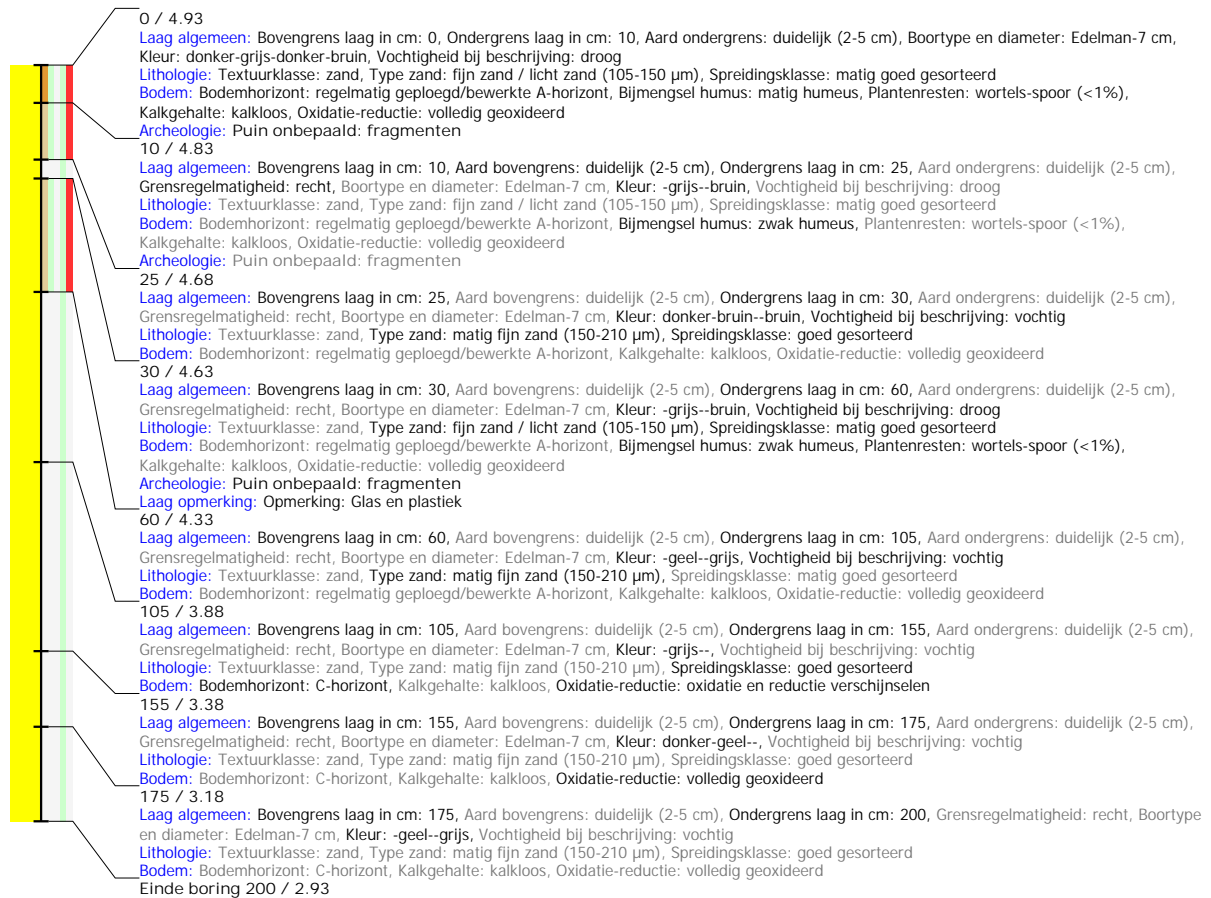 0 / 4.93
Laag algemeen: Bovengrens laag in cm: 0, Ondergrens laag in cm: 10, Aard ondergrens: duidelijk (2-5 cm), Boortype en diameter: Edelman-7 cm,
Kleur: donker-grijs-donker-bruin, Vochtigheid bij beschrijving: droog
Lithologie: Textuurklasse: zand, Type zand: fijn zand / licht zand (105-150 µm), Spreidingsklasse: matig goed gesorteerd
Bodem: Bodemhorizont: regelmatig geploegd/bewerkte A-horizont, Bijmengsel humus: matig humeus, Plantenresten: wortels-spoor (<1%),
Kalkgehalte: kalkloos, Oxidatie-reductie: volledig geoxideerd
Archeologie: Puin onbepaald: fragmenten
10 / 4.83
Laag algemeen: Bovengrens laag in cm: 10, Aard bovengrens: duidelijk (2-5 cm), Ondergrens laag in cm: 25, Aard ondergrens: duidelijk (2-5 cm),
Grensregelmatigheid: recht, Boortype en diameter: Edelman-7 cm, Kleur: -grijs--bruin, Vochtigheid bij beschrijving: droog
Lithologie: Textuurklasse: zand, Type zand: fijn zand / licht zand (105-150 µm), Spreidingsklasse: matig goed gesorteerd
Bodem: Bodemhorizont: regelmatig geploegd/bewerkte A-horizont, Bijmengsel humus: zwak humeus, Plantenresten: wortels-spoor (<1%),
Kalkgehalte: kalkloos, Oxidatie-reductie: volledig geoxideerd
Archeologie: Puin onbepaald: fragmenten
25 / 4.68
Laag algemeen: Bovengrens laag in cm: 25, Aard bovengrens: duidelijk (2-5 cm), Ondergrens laag in cm: 30, Aard ondergrens: duidelijk (2-5 cm),
Grensregelmatigheid: recht, Boortype en diameter: Edelman-7 cm, Kleur: donker-bruin--bruin, Vochtigheid bij beschrijving: vochtig
Lithologie: Textuurklasse: zand, Type zand: matig fijn zand (150-210 µm), Spreidingsklasse: goed gesorteerd
Bodem: Bodemhorizont: regelmatig geploegd/bewerkte A-horizont, Kalkgehalte: kalkloos, Oxidatie-reductie: volledig geoxideerd
30 / 4.63
Laag algemeen: Bovengrens laag in cm: 30, Aard bovengrens: duidelijk (2-5 cm), Ondergrens laag in cm: 60, Aard ondergrens: duidelijk (2-5 cm),
Grensregelmatigheid: recht, Boortype en diameter: Edelman-7 cm, Kleur: -grijs--bruin, Vochtigheid bij beschrijving: droog
Lithologie: Textuurklasse: zand, Type zand: fijn zand / licht zand (105-150 µm), Spreidingsklasse: matig goed gesorteerd
Bodem: Bodemhorizont: regelmatig geploegd/bewerkte A-horizont, Bijmengsel humus: zwak humeus, Plantenresten: wortels-spoor (<1%),
Kalkgehalte: kalkloos, Oxidatie-reductie: volledig geoxideerd
Archeologie: Puin onbepaald: fragmenten
Laag opmerking: Opmerking: Glas en plastiek
60 / 4.33
Laag algemeen: Bovengrens laag in cm: 60, Aard bovengrens: duidelijk (2-5 cm), Ondergrens laag in cm: 105, Aard ondergrens: duidelijk (2-5 cm),
Grensregelmatigheid: recht, Boortype en diameter: Edelman-7 cm, Kleur: -geel--grijs, Vochtigheid bij beschrijving: vochtig
Lithologie: Textuurklasse: zand, Type zand: matig fijn zand (150-210 µm), Spreidingsklasse: matig goed gesorteerd
Bodem: Bodemhorizont: regelmatig geploegd/bewerkte A-horizont, Kalkgehalte: kalkloos, Oxidatie-reductie: volledig geoxideerd
105 / 3.88
Laag algemeen: Bovengrens laag in cm: 105, Aard bovengrens: duidelijk (2-5 cm), Ondergrens laag in cm: 155, Aard ondergrens: duidelijk (2-5 cm),
Grensregelmatigheid: recht, Boortype en diameter: Edelman-7 cm, Kleur: -grijs--, Vochtigheid bij beschrijving: vochtig
Lithologie: Textuurklasse: zand, Type zand: matig fijn zand (150-210 µm), Spreidingsklasse: goed gesorteerd
Bodem: Bodemhorizont: C-horizont, Kalkgehalte: kalkloos, Oxidatie-reductie: oxidatie en reductie verschijnselen
155 / 3.38
Laag algemeen: Bovengrens laag in cm: 155, Aard bovengrens: duidelijk (2-5 cm), Ondergrens laag in cm: 175, Aard ondergrens: duidelijk (2-5 cm),
Grensregelmatigheid: recht, Boortype en diameter: Edelman-7 cm, Kleur: donker-geel--, Vochtigheid bij beschrijving: vochtig
Lithologie: Textuurklasse: zand, Type zand: matig fijn zand (150-210 µm), Spreidingsklasse: goed gesorteerd
Bodem: Bodemhorizont: C-horizont, Kalkgehalte: kalkloos, Oxidatie-reductie: volledig geoxideerd
175 / 3.18
Laag algemeen: Bovengrens laag in cm: 175, Aard bovengrens: duidelijk (2-5 cm), Ondergrens laag in cm: 200, Grensregelmatigheid: recht, Boortype
en diameter: Edelman-7 cm, Kleur: -geel--grijs, Vochtigheid bij beschrijving: vochtig
Lithologie: Textuurklasse: zand, Type zand: matig fijn zand (150-210 µm), Spreidingsklasse: goed gesorteerd
Bodem: Bodemhorizont: C-horizont, Kalkgehalte: kalkloos, Oxidatie-reductie: volledig geoxideerd
Einde boring 200 / 2.93